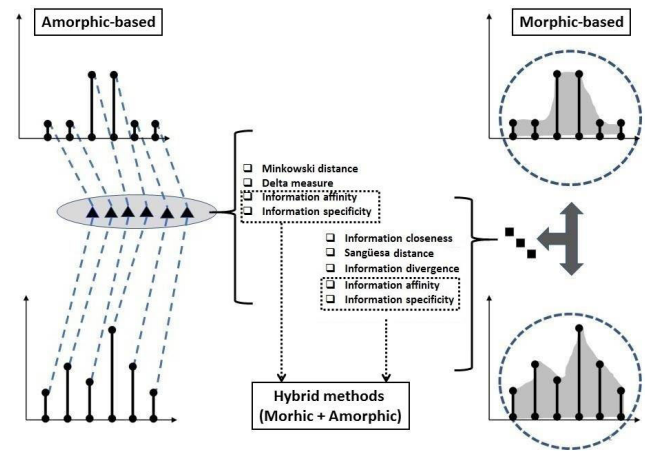 Amorphic-based
Morphic-based
Minkowski distance
Delta measure
Information affinity
Information specificity
Information closeness
Sangüesa distance
Information divergence
Information affinity
Information specificity
Hybrid methods
(Morhic + Amorphic)